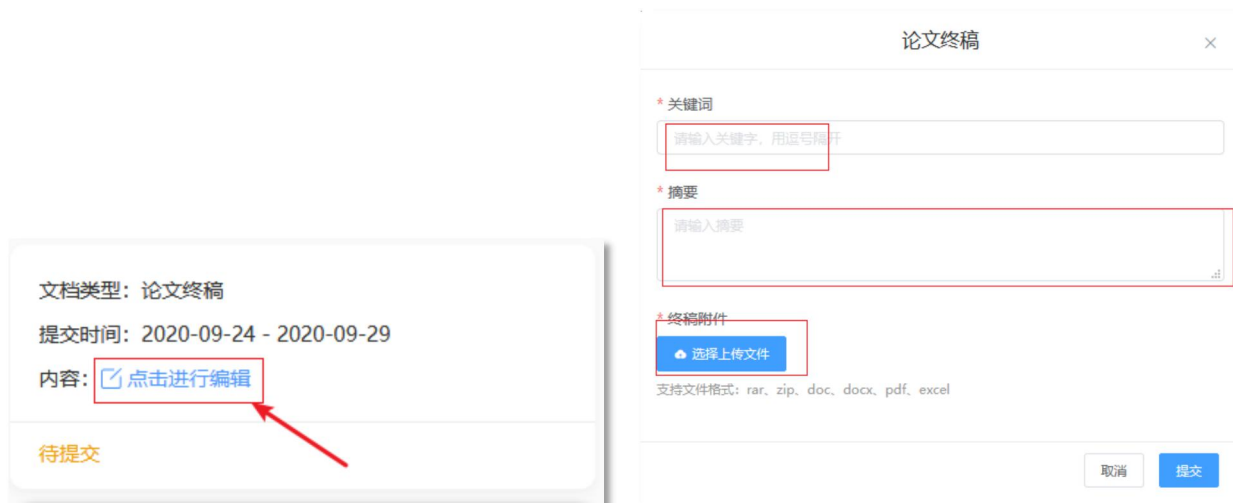 文档类型：论文终稿
提交时间：2020-09-24 - 2020-09-29
内容：点击进行编辑
待提交
论文终稿
* 关键词
请输入关键字，用逗号隔开
* 摘要
请输入摘要
* 终稿附件
选择上传文件
支持文件格式：rar、zip、doc、docx、pdf、excel
取消
提交